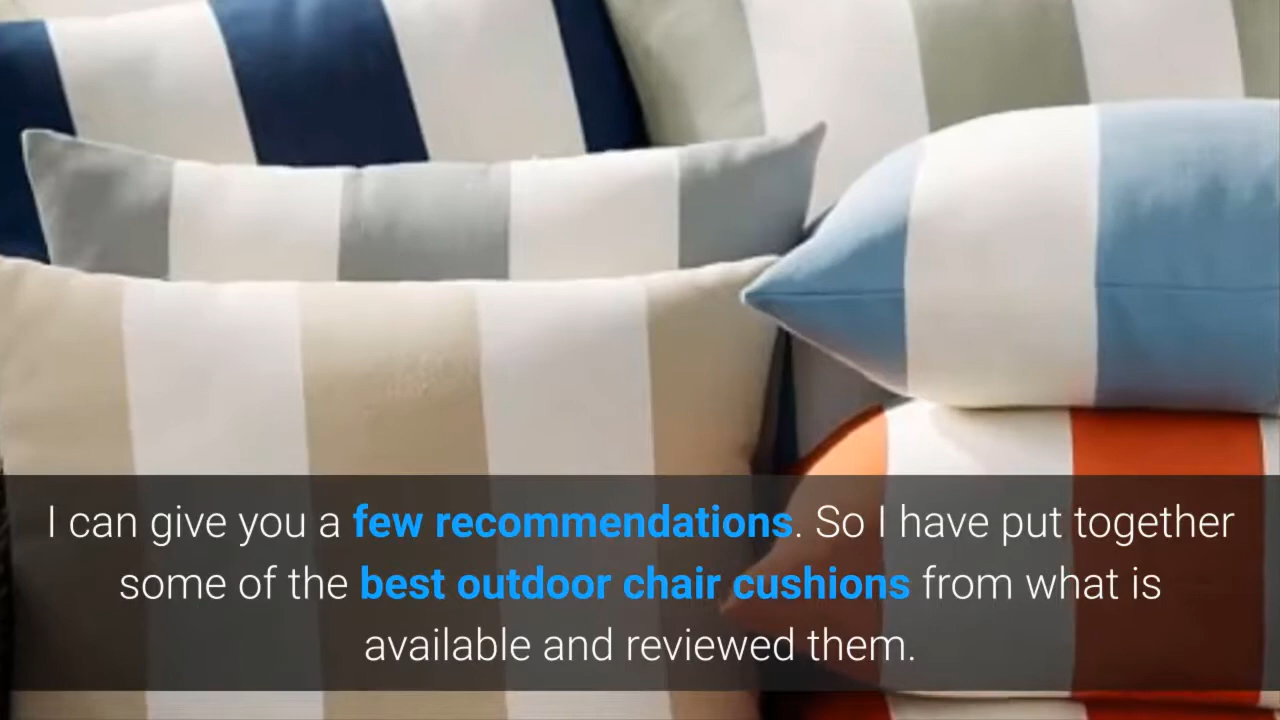 I can give you a few recommendations. So I have put together
some of the best outdoor chair cushions from what is
available and reviewed them.